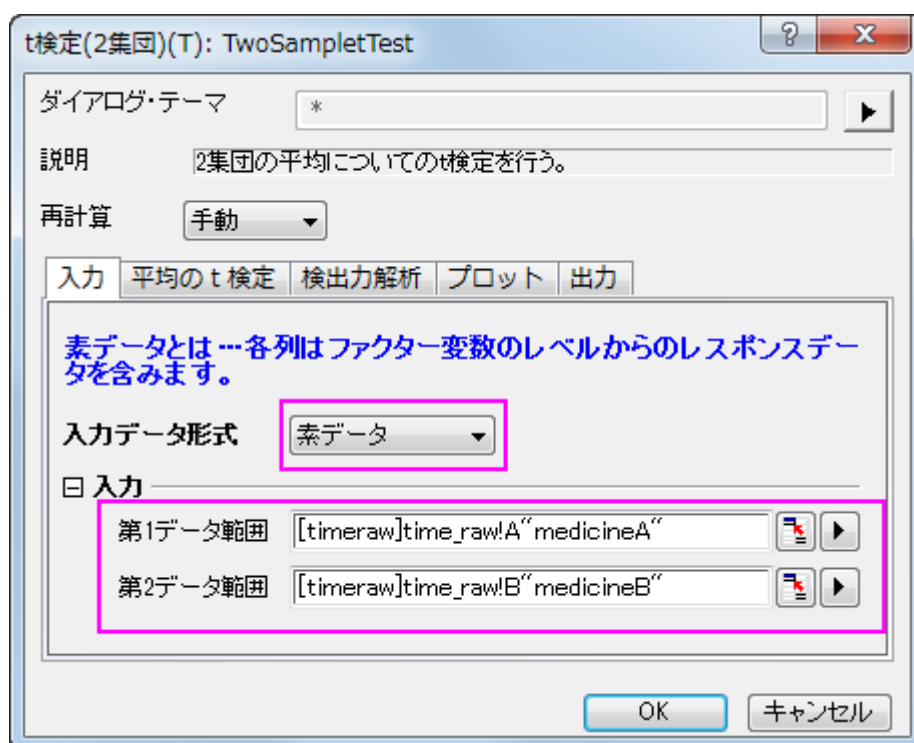 t検定(2集団)(T): TwoSampletTest
ダイアログ・テーマ *
説明 2集団の平均についてのt検定を行う。
再計算 手動
入力 平均の t 検定 検出力解析 プロット 出力
素データとは…各列はファクター変数のレベルからのレスポンスデー
タを含みます。
入力データ形式 素データ
入力
第1データ範囲 [timeraw]time_raw!A"medicineA"
第2データ範囲 [timeraw]time_raw!B"medicineB"
OK キャンセル